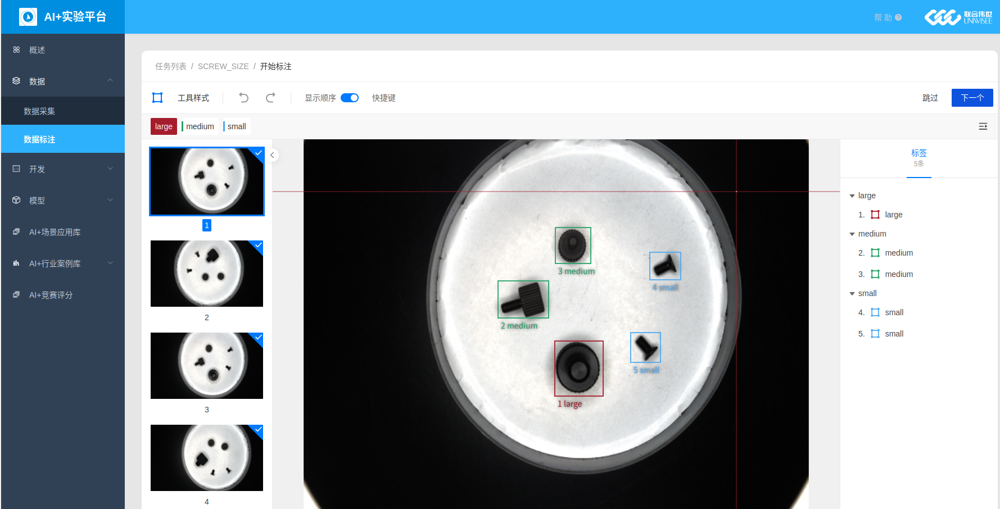 AI+实验平台
帮 助
联合伟世
UNIWISEE
概述
数据
数据采集
数据标注
开发
模型
AI+场景应用库
AI+行业案例库
AI+竞赛评分
任务列表 / SCREW_SIZE / 开始标注
工具样式
显示顺序
快捷键
跳过
下一个
large
medium
small
1
2
3
4
3 medium
4 small
2 medium
5 small
1 large
标签
5条
large
1. large
medium
2. medium
3. medium
small
4. small
5. small